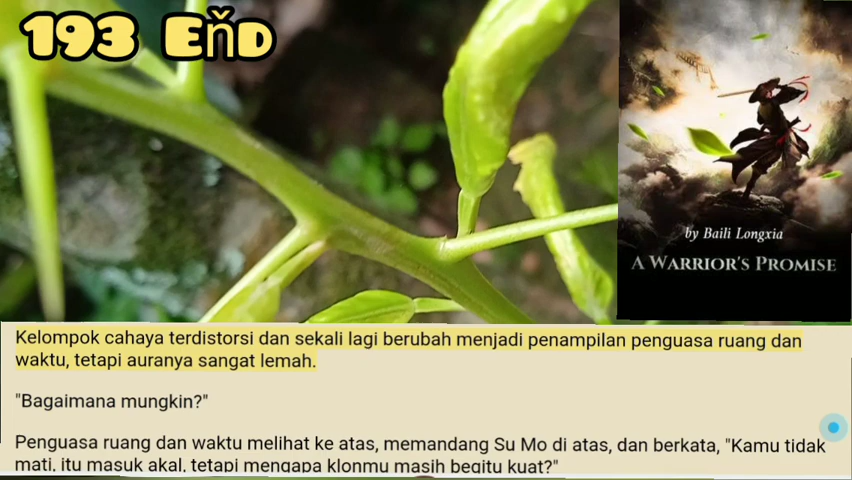 193 Eňd
by Baili Longxia
A Warrior's Promise
Kelompok cahaya terdistorsi dan sekali lagi berubah menjadi penampilan penguasa ruang dan
waktu, tetapi auranya sangat lemah.
"Bagaimana mungkin?"
Penguasa ruang dan waktu melihat ke atas, memandang Su Mo di atas, dan berkata, "Kamu tidak
mati, itu masuk akal, tetapi mengapa klonmu masih begitu kuat?"